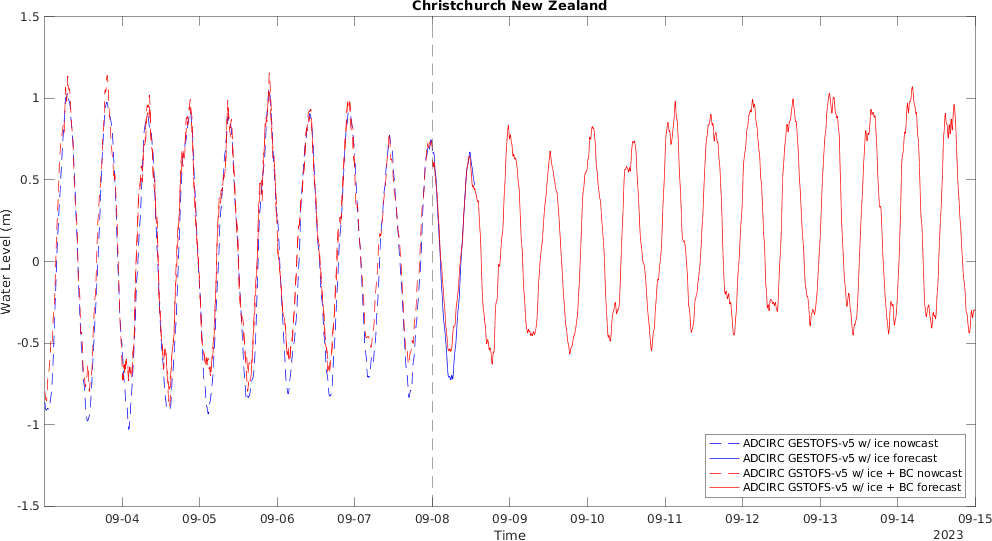 Christchurch New Zealand
1.5
1
0.5
0
-0.5
-1
-1.5
Water Level (m)
ADCIRC GESTOFS-v5 w/ ice nowcast
ADCIRC GESTOFS-v5 w/ ice forecast
ADCIRC GSTOFS-v5 w/ ice + BC nowcast
ADCIRC GSTOFS-v5 w/ ice + BC forecast
09-04 09-05 09-06 09-07 09-08 09-09 09-10 09-11 09-12 09-13 09-14 09-15
Time
2023